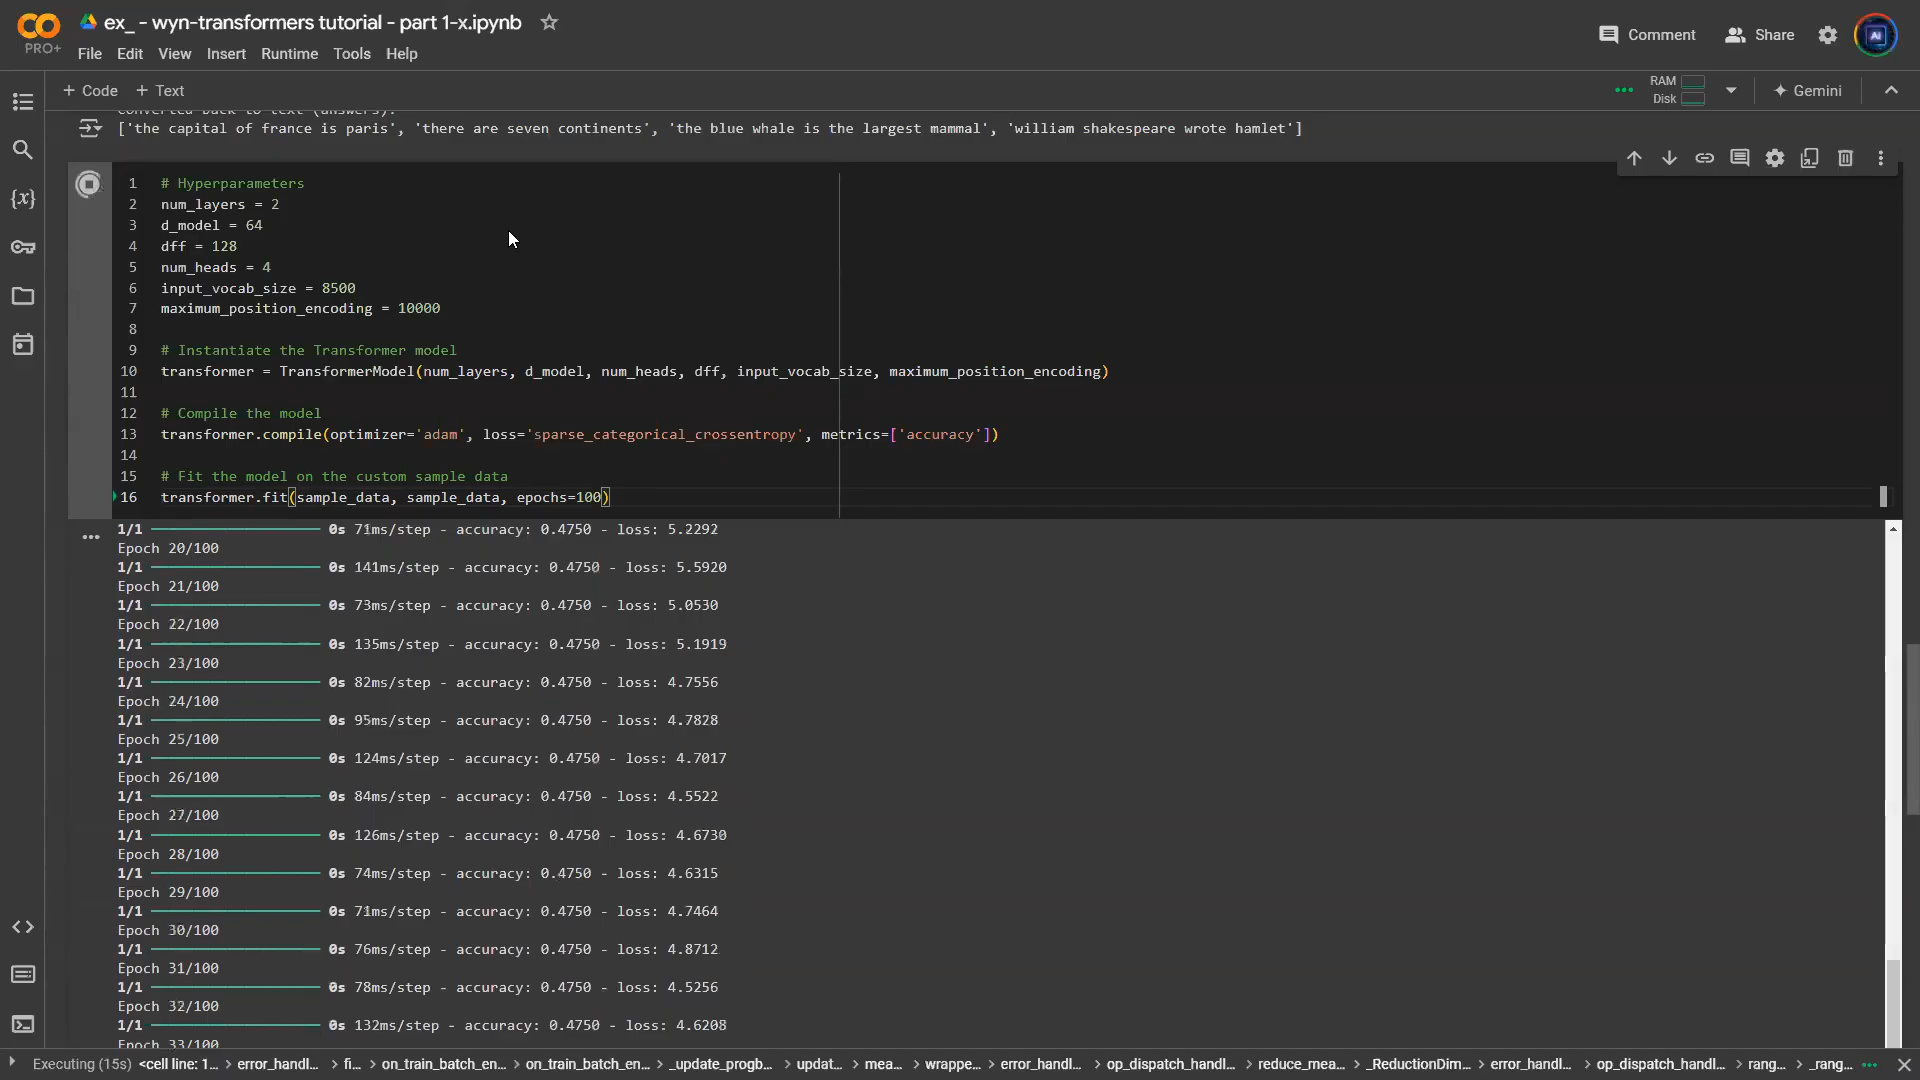 ex_ - wyn-transformers tutorial - part 1-x.ipynb
PRO+
File Edit View Insert Runtime Tools Help
Comment Share
+ Code + Text
RAM
Disk
Gemini
Converted back to text (answers):
['the capital of france is paris', 'there are seven continents', 'the blue whale is the largest mammal', 'william shakespeare wrote hamlet']
1 # Hyperparameters
2 num_layers = 2
3 d_model = 64
4 dff = 128
5 num_heads = 4
6 input_vocab_size = 8500
7 maximum_position_encoding = 10000
8
9 # Instantiate the Transformer model
10 transformer = TransformerModel(num_layers, d_model, num_heads, dff, input_vocab_size, maximum_position_encoding)
11
12 # Compile the model
13 transformer.compile(optimizer='adam', loss='sparse_categorical_crossentropy', metrics=['accuracy'])
14
15 # Fit the model on the custom sample data
16 transformer.fit(sample_data, sample_data, epochs=100)
1/1 0s 71ms/step - accuracy: 0.4750 - loss: 5.2292
Epoch 20/100
1/1 0s 141ms/step - accuracy: 0.4750 - loss: 5.5920
Epoch 21/100
1/1 0s 73ms/step - accuracy: 0.4750 - loss: 5.0530
Epoch 22/100
1/1 0s 135ms/step - accuracy: 0.4750 - loss: 5.1919
Epoch 23/100
1/1 0s 82ms/step - accuracy: 0.4750 - loss: 4.7556
Epoch 24/100
1/1 0s 95ms/step - accuracy: 0.4750 - loss: 4.7828
Epoch 25/100
1/1 0s 124ms/step - accuracy: 0.4750 - loss: 4.7017
Epoch 26/100
1/1 0s 84ms/step - accuracy: 0.4750 - loss: 4.5522
Epoch 27/100
1/1 0s 126ms/step - accuracy: 0.4750 - loss: 4.6730
Epoch 28/100
1/1 0s 74ms/step - accuracy: 0.4750 - loss: 4.6315
Epoch 29/100
1/1 0s 71ms/step - accuracy: 0.4750 - loss: 4.7464
Epoch 30/100
1/1 0s 76ms/step - accuracy: 0.4750 - loss: 4.8712
Epoch 31/100
1/1 0s 78ms/step - accuracy: 0.4750 - loss: 4.5256
Epoch 32/100
1/1 0s 132ms/step - accuracy: 0.4750 - loss: 4.6208
Epoch 33/100
Executing (15s) <cell line: 1... > error_handl... > fi... > on_train_batch_en... > on_train_batch_en... > _update_progb... > updat... > mea... > wrappe... > error_handl... > op_dispatch_handl... > reduce_mea... > _ReductionDim... > error_handl... > op_dispatch_handl... > rang... > _rang...